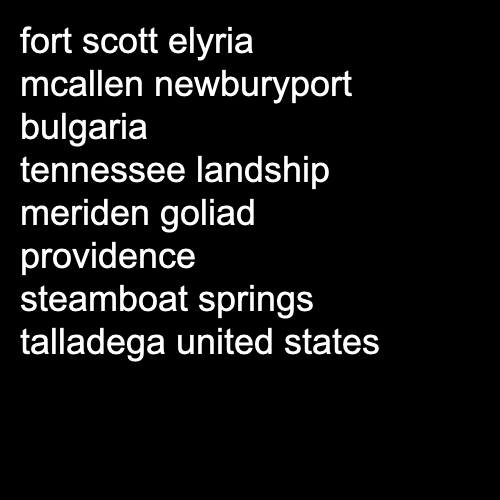 fort scott elyria
mcallen newburyport
bulgaria
tennessee landship
meriden goliad
providence
steamboat springs
talladega united states